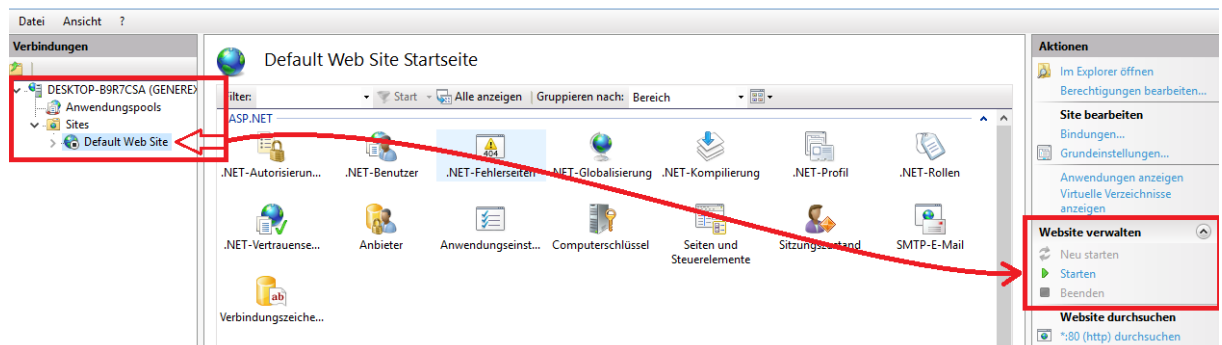 Datei Ansicht ?
Verbindungen
DESKTOP-B9R7CSA (GENEREX
Anwendungspools
Sites
Default Web Site
Default Web Site Startseite
Filter: Start Alle anzeigen Gruppieren nach: Bereich
ASP.NET
.NET-Autorisierun... .NET-Benutzer .NET-Fehlerseiten .NET-Globalisierung .NET-Kompilierung .NET-Profil .NET-Rollen
404
.NET-Vertrauense... Anbieter Anwendungseinst... Computerschlüssel Seiten und Steuerelemente Sitzungszustand SMTP-E-Mail
ab
Verbindungszeiche...
Aktionen
Im Explorer öffnen
Berechtigungen bearbeiten...
Site bearbeiten
Bindungen...
Grundeinstellungen...
Anwendungen anzeigen
Virtuelle Verzeichnisse
anzeigen
Website verwalten
Neu starten
Starten
Beenden
Website durchsuchen
*:80 (http) durchsuchen